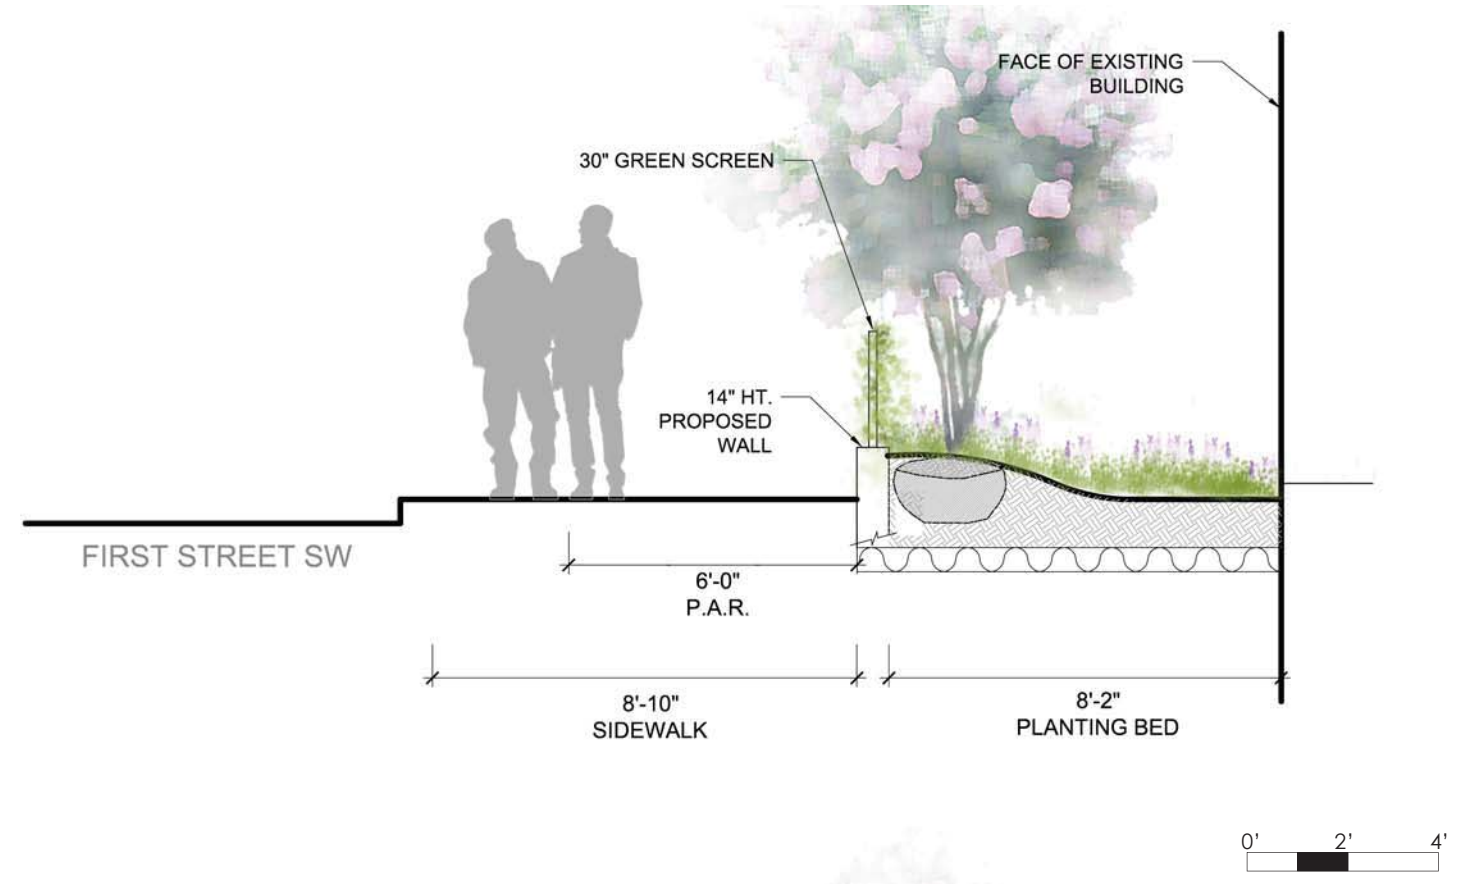 FACE OF EXISTING
BUILDING
30" GREEN SCREEN
14" HT.
PROPOSED
WALL
FIRST STREET SW
6'-0"
P.A.R.
8'-10"
SIDEWALK
8'-2"
PLANTING BED
0' 2' 4'